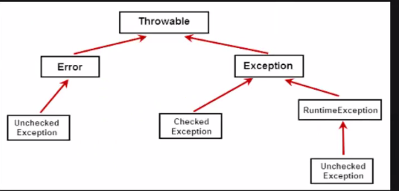 Throwable
Error
Exception
RuntimeException
Unchecked
Exception
Checked
Exception
Unchecked
Exception